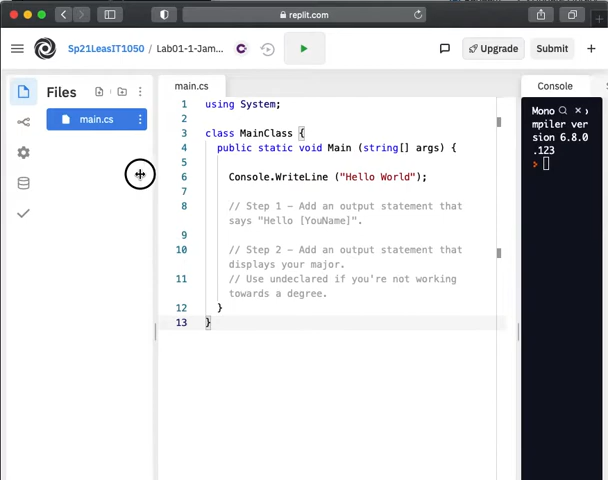 replit.com
Sp21LeasIT1050 / Lab01-1-Jam...
Upgrade
Submit
Files
main.cs
main.cs
Console
1 using System;
2
3 class MainClass {
4 public static void Main (string[] args) {
5
6 Console.WriteLine ("Hello World");
7
8 // Step 1 – Add an output statement that
says "Hello [YouName]".
9
10 // Step 2 – Add an output statement that
displays your major.
11 // Use undeclared if you're not working
towards a degree.
12 }
13 }
Mono
mpiler ver
sion 6.8.0
.123